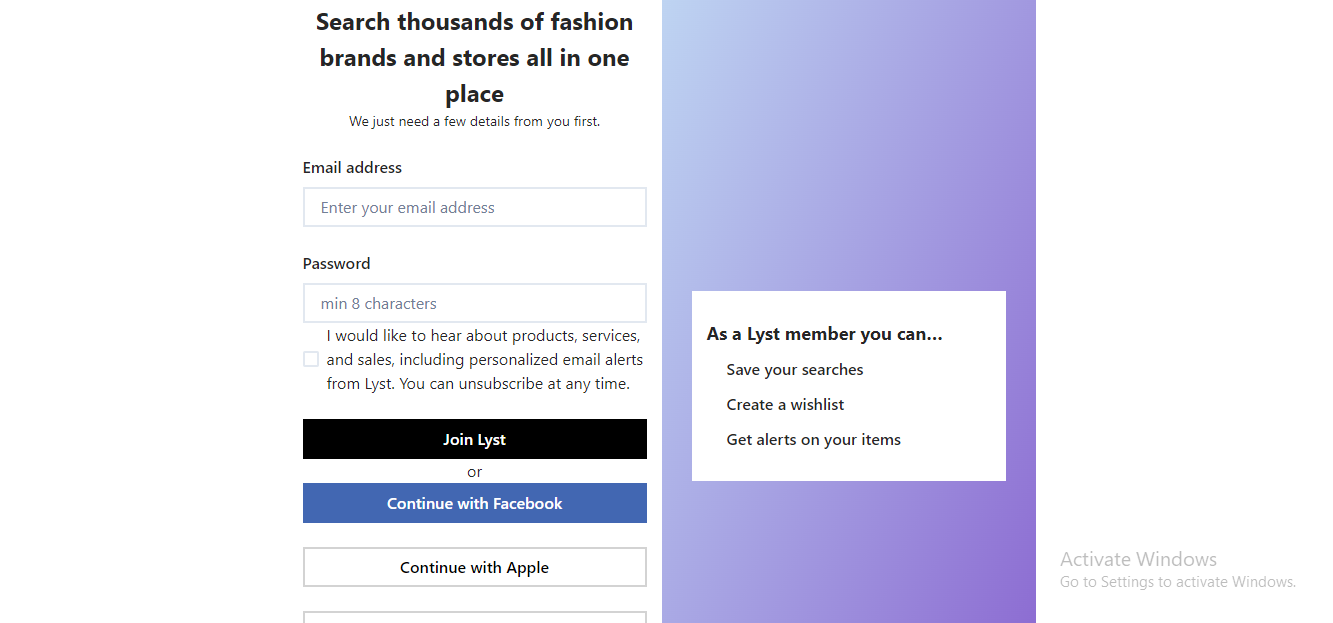 Search thousands of fashion
brands and stores all in one
place
We just need a few details from you first.
Email address
Enter your email address
Password
min 8 characters
I would like to hear about products, services,
and sales, including personalized email alerts
from Lyst. You can unsubscribe at any time.
Join Lyst
or
Continue with Facebook
Continue with Apple
As a Lyst member you can...
Save your searches
Create a wishlist
Get alerts on your items
Activate Windows
Go to Settings to activate Windows.